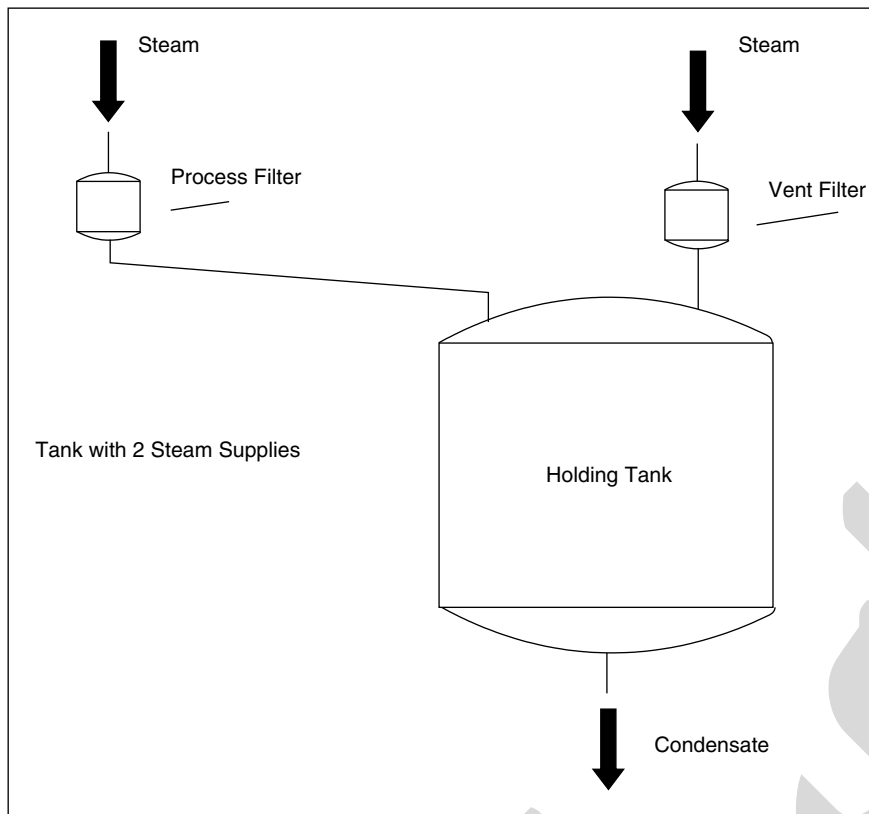 Steam
Steam
Process Filter
Vent Filter
Tank with 2 Steam Supplies
Holding Tank
Condensate